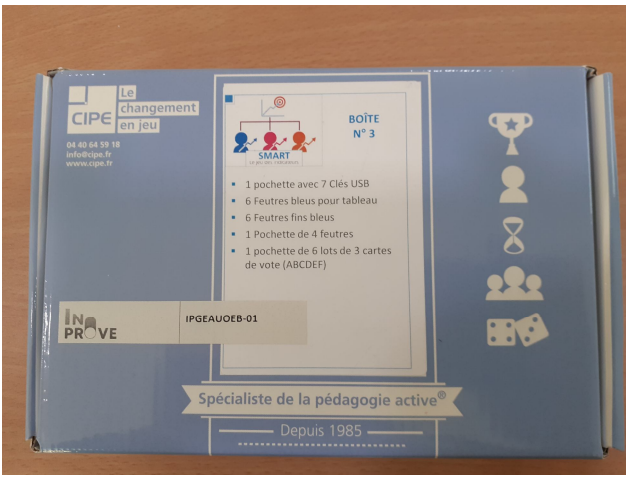 CIPE
Le
changement
en jeu
04 40 64 59 18
info@cipe.fr
www.cipe.fr
SMART
BOÎTE
N° 3
1 pochette avec 7 Clés USB
6 Feutres bleus pour tableau
6 Feutres fins bleus
1 Pochette de 4 feutres
1 pochette de 6 lots de 3 cartes
de vote (ABCDEF)
INPROVE
IPGEAUOEB-01
Spécialiste de la pédagogie active®
Depuis 1985